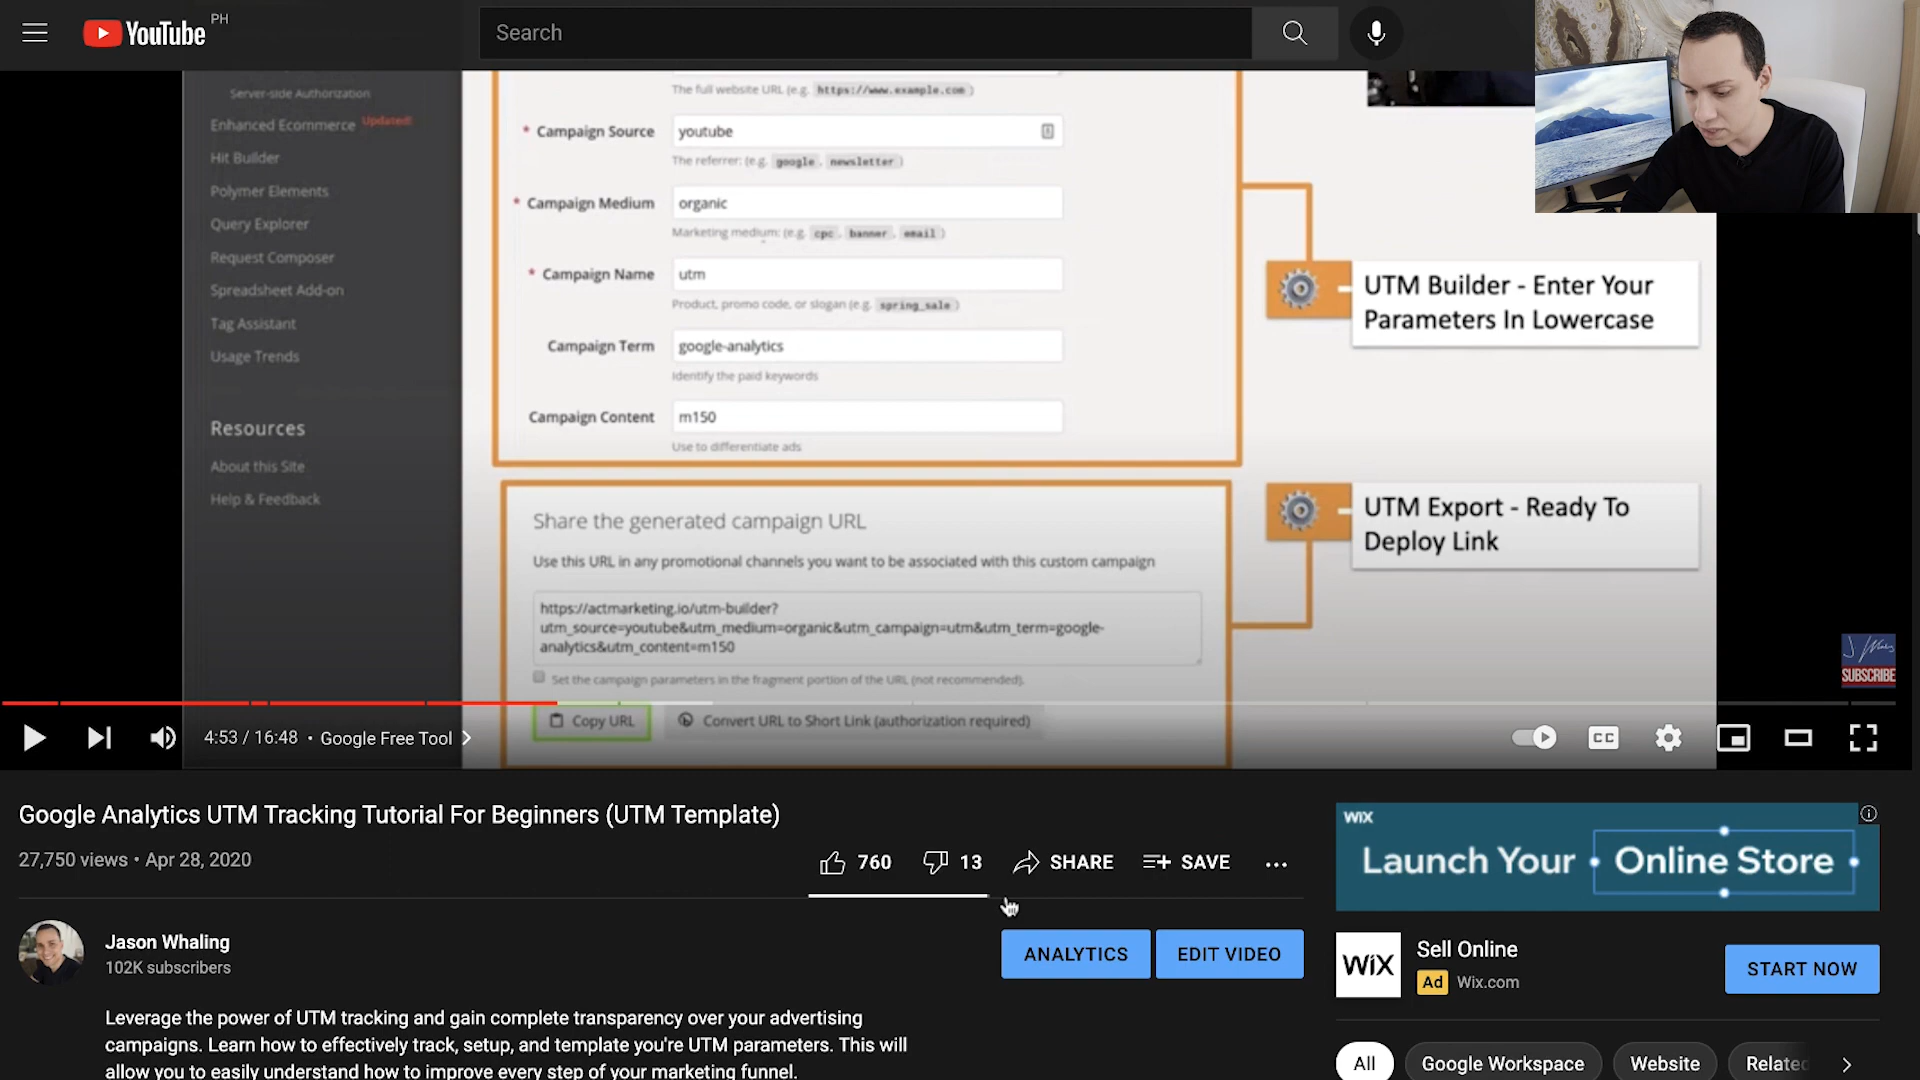 YouTube PH
Search
Server-side Authorization
Enhanced Ecommerce Updated!
Hit Builder
Polymer Elements
Query Explorer
Request Composer
Spreadsheet Add-on
Tag Assistant
Usage Trends
Resources
About this Site
Help & Feedback
The full website URL (e.g. https://www.example.com )
* Campaign Source youtube
The referrer: (e.g. google , newsletter )
* Campaign Medium organic
Marketing medium: (e.g. cpc , banner , email )
* Campaign Name utm
Product, promo code, or slogan (e.g. spring_sale )
Campaign Term google-analytics
Identify the paid keywords
Campaign Content m150
Use to differentiate ads
UTM Builder - Enter Your
Parameters In Lowercase
Share the generated campaign URL
Use this URL in any promotional channels you want to be associated with this custom campaign
https://actmarketing.io/utm-builder?
utm_source=youtube&utm_medium=organic&utm_campaign=utm&utm_term=google-
analytics&utm_content=m150
Set the campaign parameters in the fragment portion of the URL (not recommended).
Copy URL Convert URL to Short Link (authorization required)
UTM Export - Ready To
Deploy Link
SUBSCRIBE
4:53 / 16:48 • Google Free Tool
CC
Google Analytics UTM Tracking Tutorial For Beginners (UTM Template)
27,750 views • Apr 28, 2020
760 13 SHARE SAVE ...
Jason Whaling
102K subscribers
ANALYTICS EDIT VIDEO
Leverage the power of UTM tracking and gain complete transparency over your advertising
campaigns. Learn how to effectively track, setup, and template you're UTM parameters. This will
allow you to easily understand how to improve every step of your marketing funnel.
WIX
Launch Your Online Store
WIX
Sell Online
Ad Wix.com
START NOW
All Google Workspace Website Related